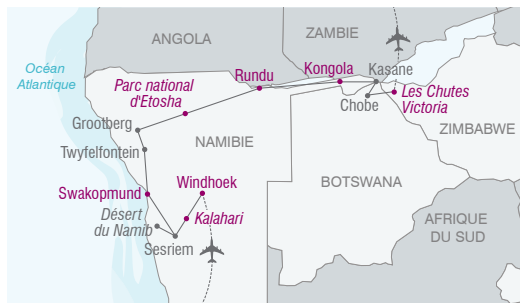 ANGOLA
ZAMBIE
Océan
Atlantique
Parc national
d'Etosha
Rundu
Kongola
Kasane
Chobe
Les Chutes
Victoria
Grootberg
ZIMBABWE
Twyfelfontein
NAMIBIE
Swakopmund
Windhoek
BOTSWANA
Désert
du Namib
Kalahari
Sesriem
AFRIQUE
DU SUD